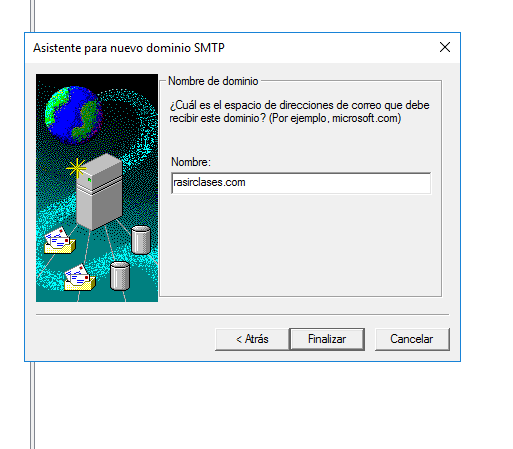 Asistente para nuevo dominio SMTP
Nombre de dominio
¿Cuál es el espacio de direcciones de correo que debe
recibir este dominio? (Por ejemplo, microsoft.com)
Nombre:
rasirclases.com
< Atrás
Finalizar
Cancelar